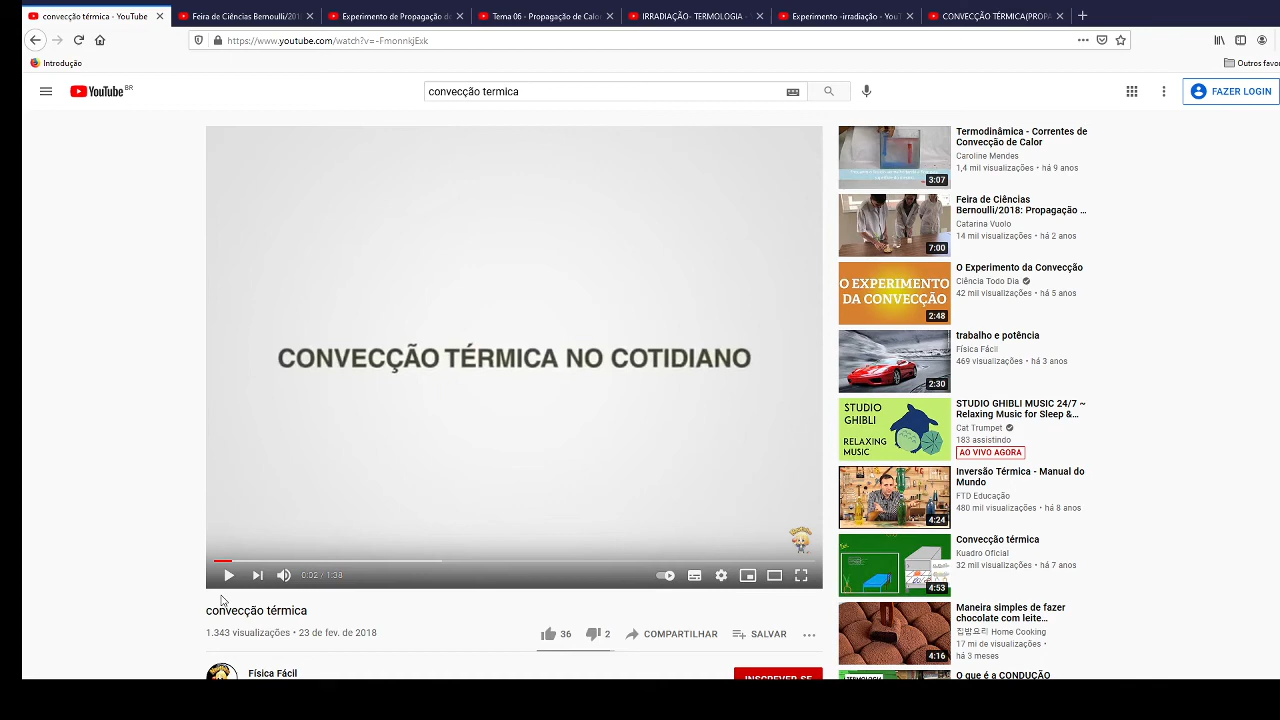 convecção térmica - YouTube
Feira de Ciências Bernoulli/201
Experimento de Propagação d
Tema 06 - Propagação de Calo
IRRADIAÇÃO- TERMOLOGIA -
Experimento -irradiação - YouT
CONVECÇÃO TÉRMICA(PROPA
https://www.youtube.com/watch?v=-FmonnkjExk
Introdução
Outros favor
YouTube BR
convecção termica
FAZER LOGIN
CONVECÇÃO TÉRMICA NO COTIDIANO
0:02 / 1:38
convecção térmica
1.343 visualizações • 23 de fev. de 2018
36
2
COMPARTILHAR
SALVAR
Física Fácil
INSCREVER-SE
3:07
Termodinâmica - Correntes de
Convecção de Calor
Caroline Mendes
1,4 mil visualizações • há 9 anos
7:00
Feira de Ciências
Bernoulli/2018: Propagação ...
Catarina Vuolo
14 mil visualizações • há 2 anos
O EXPERIMENTO
DA CONVECÇÃO
2:48
O Experimento da Convecção
Ciência Todo Dia
42 mil visualizações • há 5 anos
2:30
trabalho e potência
Física Fácil
469 visualizações • há 3 anos
STUDIO
GHIBLI
RELAXING
MUSIC
STUDIO GHIBLI MUSIC 24/7 ~
Relaxing Music for Sleep &...
Cat Trumpet
183 assistindo
AO VIVO AGORA
4:24
Inversão Térmica - Manual do
Mundo
FTD Educação
480 mil visualizações • há 8 anos
4:53
Convecção térmica
Kuadro Oficial
32 mil visualizações • há 7 anos
4:16
Maneira simples de fazer
chocolate com leite...
집밥요리 Home Cooking
17 mi de visualizações •
há 3 meses
O que é a CONDUÇÃO